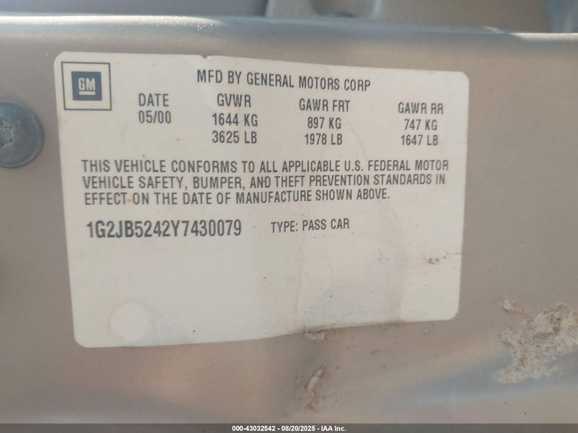 GM
MFD BY GENERAL MOTORS CORP
DATE GVWR GAWR FRT GAWR RR
05/00 1644 KG 897 KG 747 KG
3625 LB 1978 LB 1647 LB
THIS VEHICLE CONFORMS TO ALL APPLICABLE U.S. FEDERAL MOTOR
VEHICLE SAFETY, BUMPER, AND THEFT PREVENTION STANDARDS IN
EFFECT ON THE DATE OF MANUFACTURE SHOWN ABOVE.
1G2JB5242Y7430079 TYPE: PASS CAR
000-43032542 - 08/20/2025 - IAA Inc.